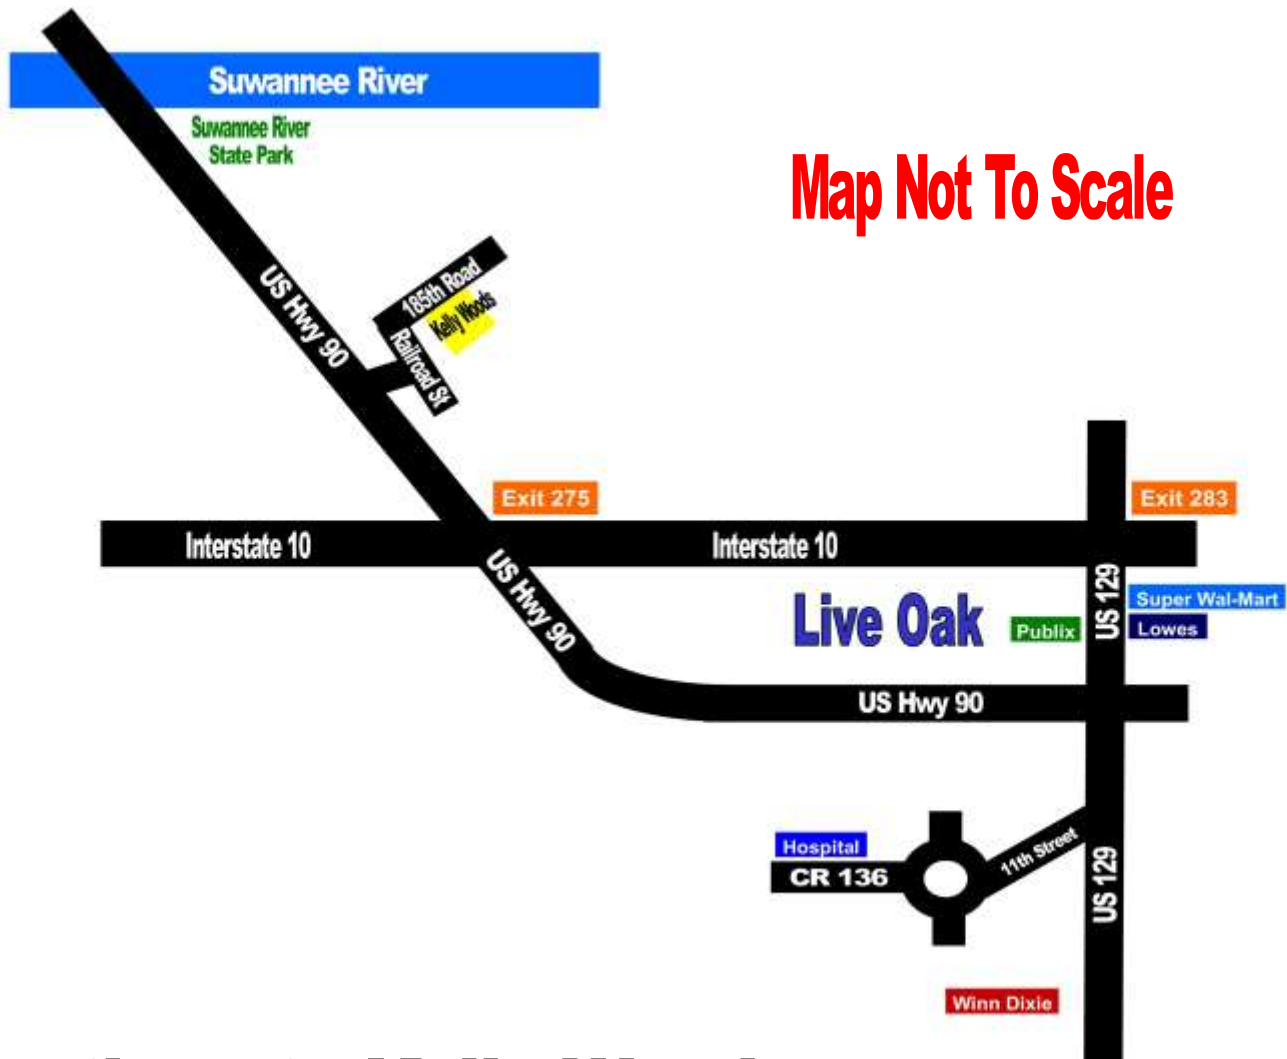 Suwannee River
Suwannee River
State Park
Map Not To Scale
US Hwy 90
185th Road
Kelly Woods
Railroad St
Exit 275
Exit 283
Interstate 10
Interstate 10
US Hwy 90
US 129
Super Wal-Mart
Live Oak
Publix
Lowes
US Hwy 90
Hospital
CR 136
11th Street
US 129
Winn Dixie